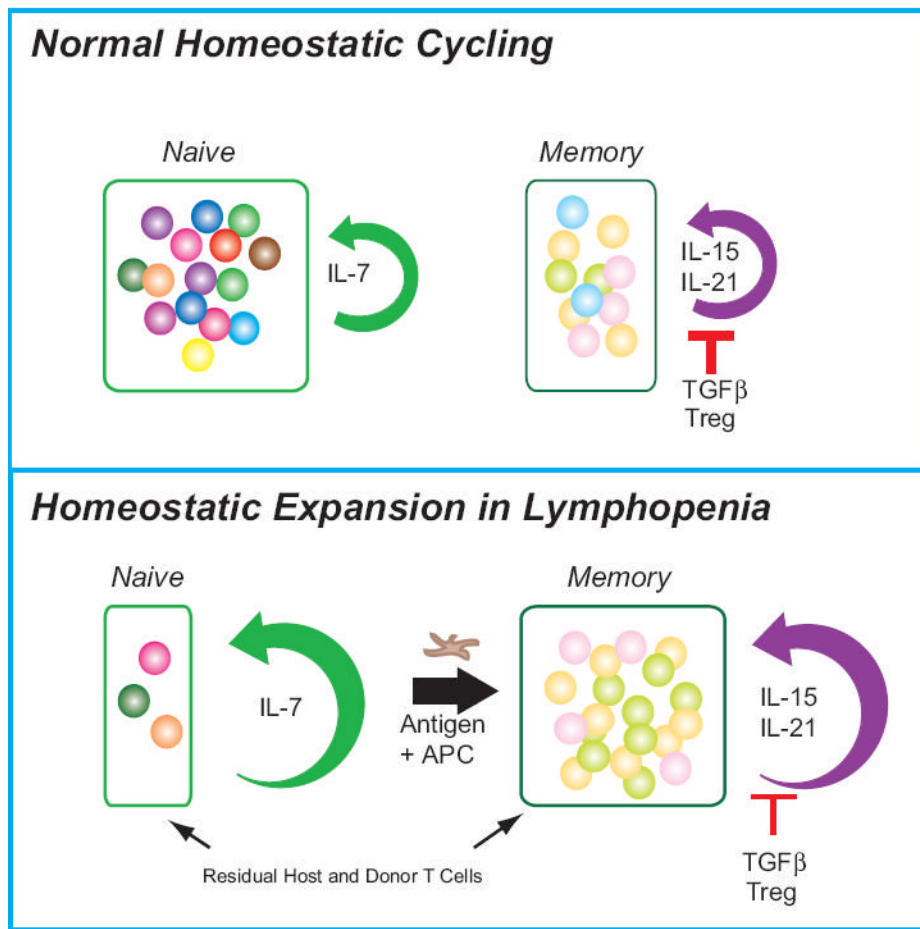 Normal Homeostatic Cycling
Naive
Memory
IL-7
IL-15
IL-21
TGFβ
Treg
Homeostatic Expansion in Lymphopenia
Naive
Memory
IL-7
Antigen
+ APC
IL-15
IL-21
Residual Host and Donor T Cells
TGFβ
Treg